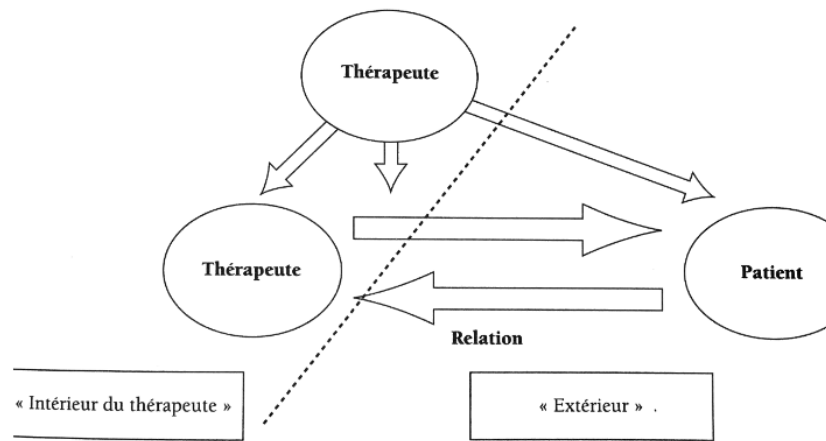 Thérapeute
Thérapeute
Patient
Relation
« Intérieur du thérapeute »
« Extérieur » .